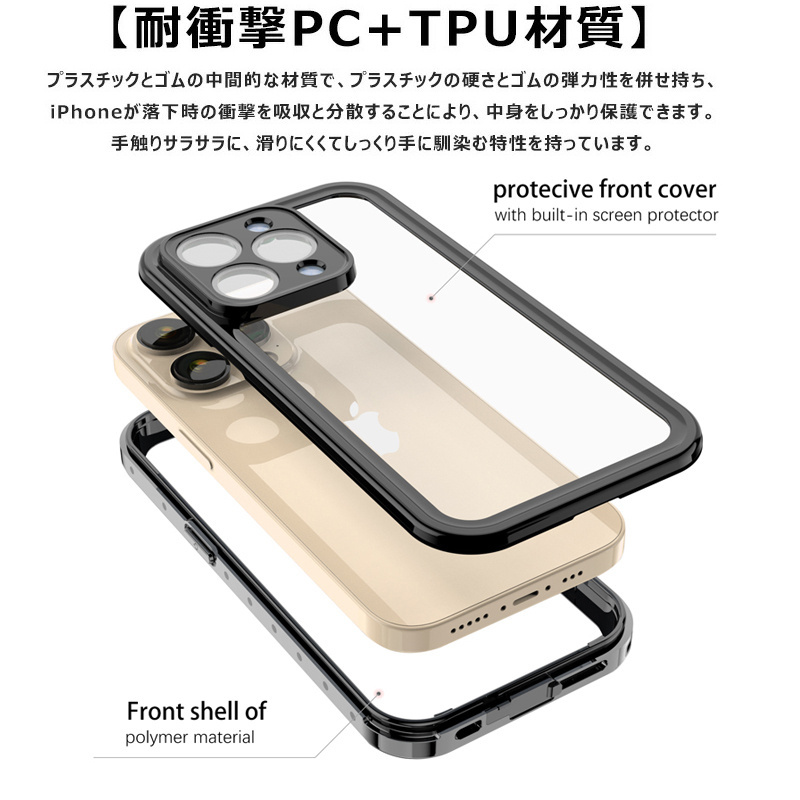 【耐衝撃PC+TPU材質】
プラスチックとゴムの中間的な材質で、プラスチックの硬さとゴムの弾力性を併せ持ち、
iPhoneが落下時の衝撃を吸収と分散することにより、中身をしっかり保護できます。
手触りサラサラに、滑りにくくてしっくり手に馴染む特性を持っています。
protecive front cover
with built-in screen protector
Front shell of
polymer material